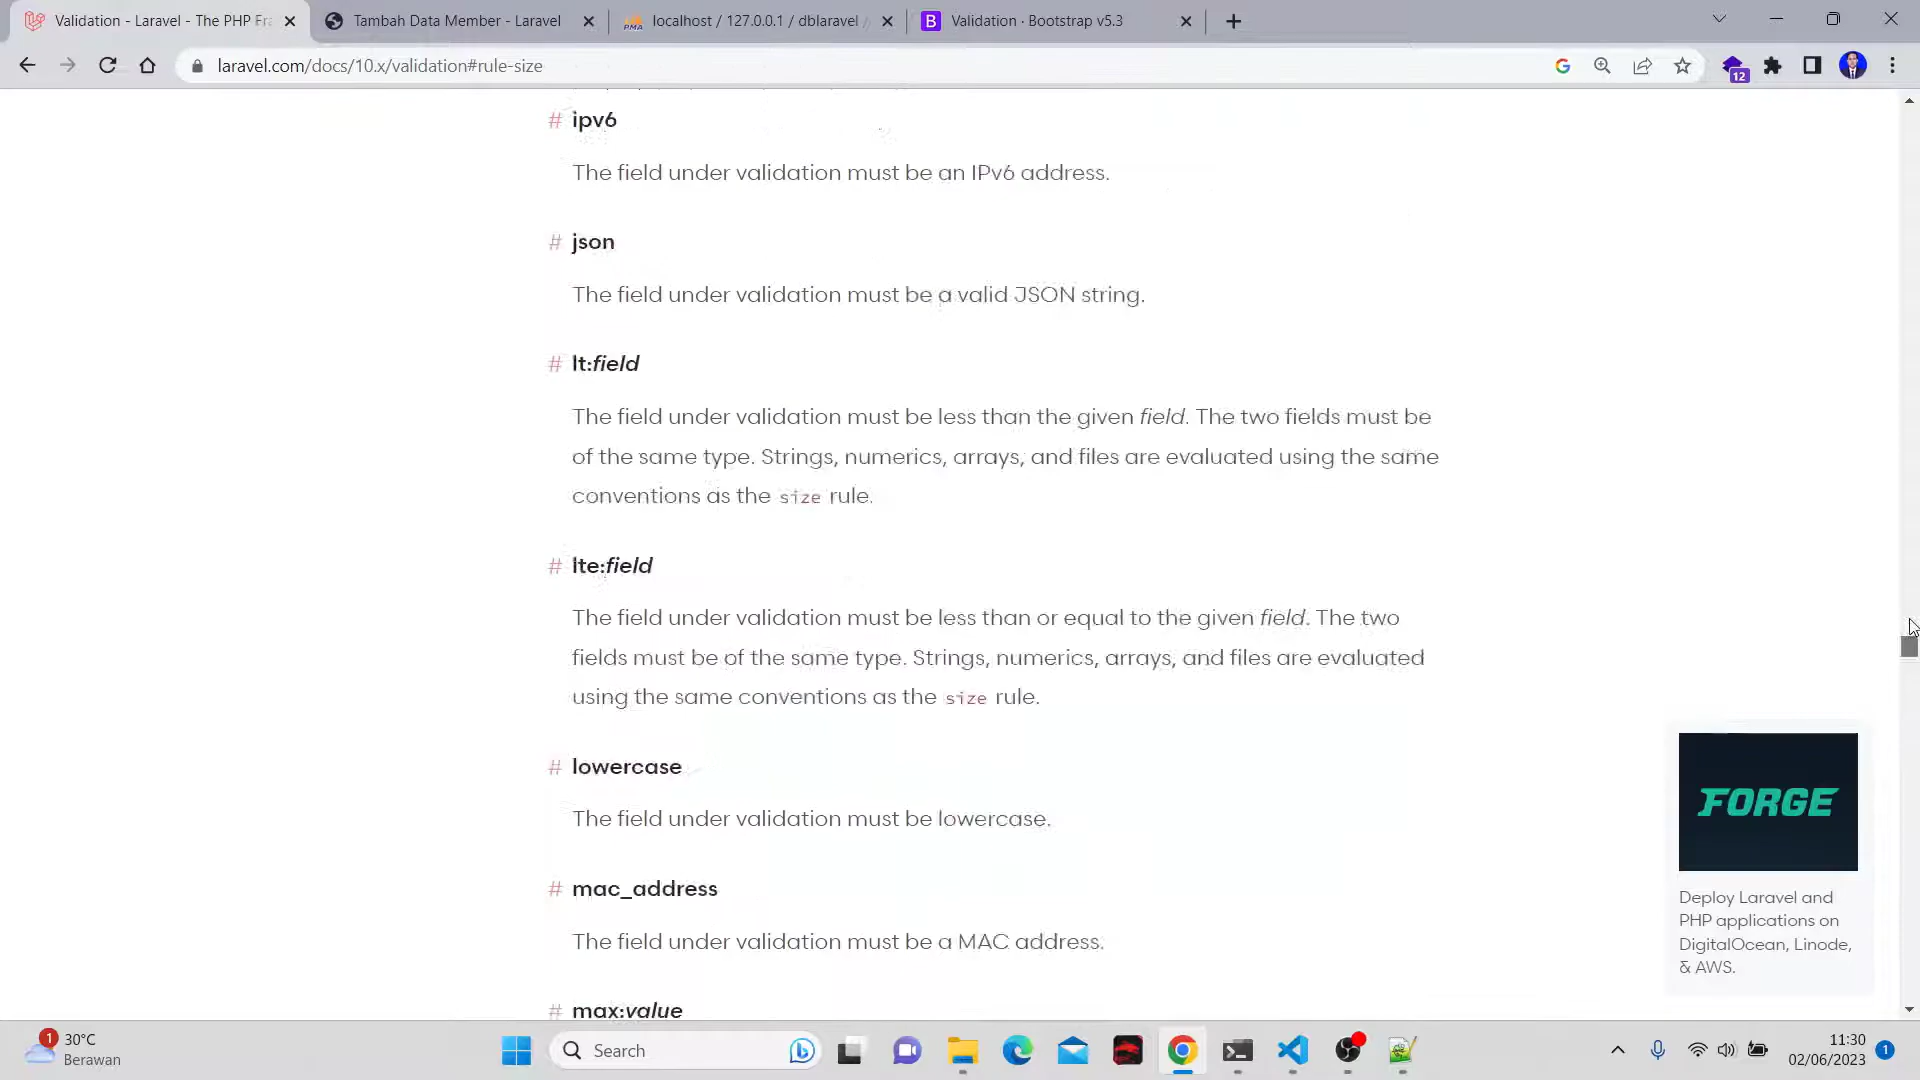 Validation - Laravel - The PHP Fra
Tambah Data Member - Laravel
PMA
localhost / 127.0.0.1 / dblaravel /
B
Validation · Bootstrap v5.3
laravel.com/docs/10.x/validation#rule-size
12
# ipv6
The field under validation must be an IPv6 address.
# json
The field under validation must be a valid JSON string.
# lt:field
The field under validation must be less than the given field. The two fields must be
of the same type. Strings, numerics, arrays, and files are evaluated using the same
conventions as the size rule.
# lte:field
The field under validation must be less than or equal to the given field. The two
fields must be of the same type. Strings, numerics, arrays, and files are evaluated
using the same conventions as the size rule.
# lowercase
The field under validation must be lowercase.
# mac_address
The field under validation must be a MAC address.
# max:value
FORGE
Deploy Laravel and
PHP applications on
DigitalOcean, Linode,
& AWS.
1
30°C
Berawan
Search
11:30
02/06/2023
1